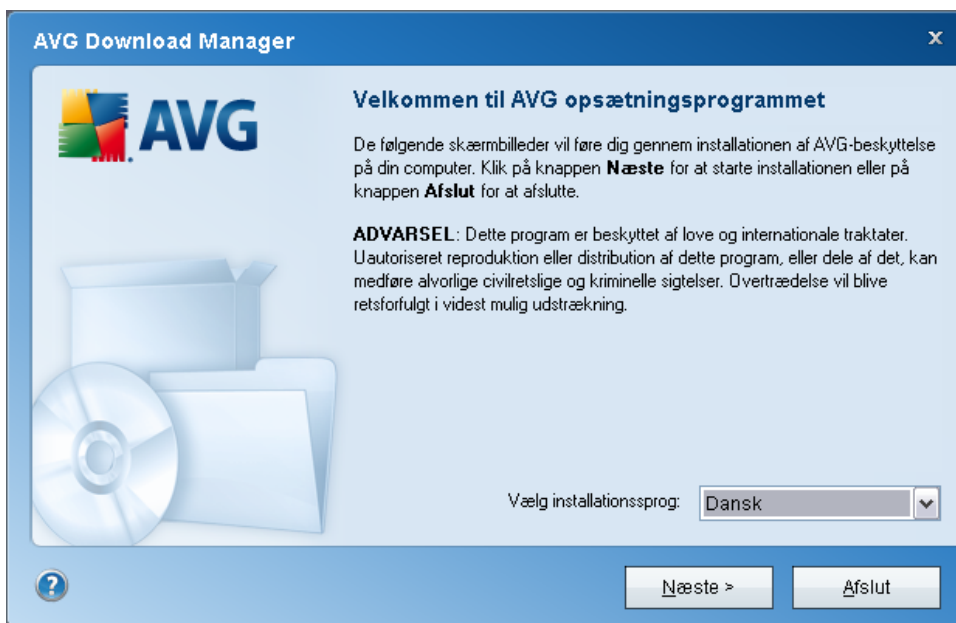 AVG Download Manager
x
AVG
Velkommen til AVG opsætningsprogrammet
De følgende skærmbilleder vil føre dig gennem installationen af AVG-beskyttelse
på din computer. Klik på knappen Næste for at starte installationen eller på
knappen Afslut for at afslutte.
ADVARSEL: Dette program er beskyttet af love og internationale traktater.
Uautoriseret reproduktion eller distribution af dette program, eller dele af det, kan
medføre alvorlige civilretslige og kriminelle sigtelser. Overtrædelse vil blive
retsforfulgt i videst mulig udstrækning.
Vælg installationssprog: Dansk
? Næste > Afslut